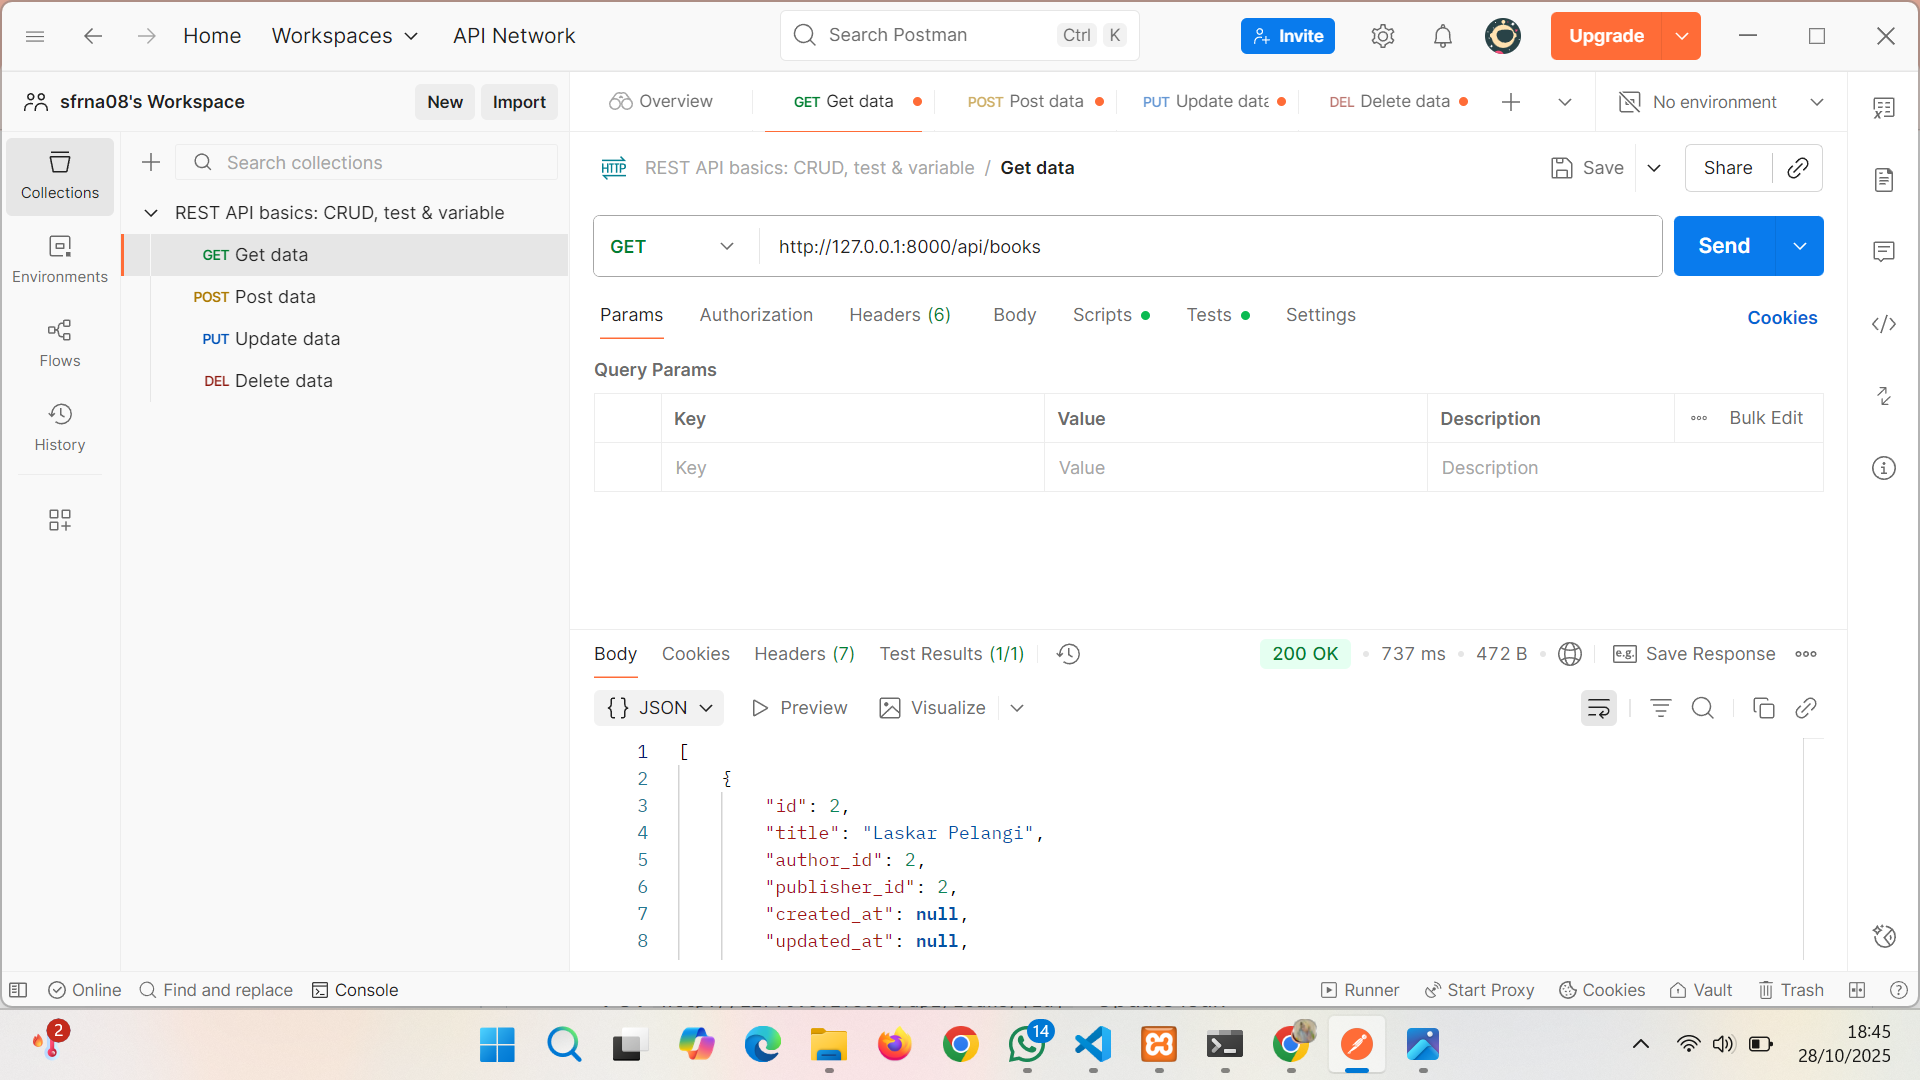 Home Workspaces API Network Search Postman Ctrl K Invite Upgrade
sfrna08's Workspace New Import Overview GET Get data POST Post data PUT Update data DEL Delete data No environment
Collections
Search collections
REST API basics: CRUD, test & variable
GET Get data
POST Post data
PUT Update data
DEL Delete data
Environments
Flows
History
HTTP REST API basics: CRUD, test & variable / Get data Save Share
GET http://127.0.0.1:8000/api/books Send
Params Authorization Headers (6) Body Scripts Tests Settings Cookies
Query Params
Key Value Description Bulk Edit
Key Value Description
Body Cookies Headers (7) Test Results (1/1) 200 OK 737 ms 472 B e.g. Save Response
{} JSON Preview Visualize
1 [
2 {
3 "id": 2,
4 "title": "Laskar Pelangi",
5 "author_id": 2,
6 "publisher_id": 2,
7 "created_at": null,
8 "updated_at": null,
Online Find and replace Console Runner Start Proxy Cookies Vault Trash
2 14 18:45
28/10/2025